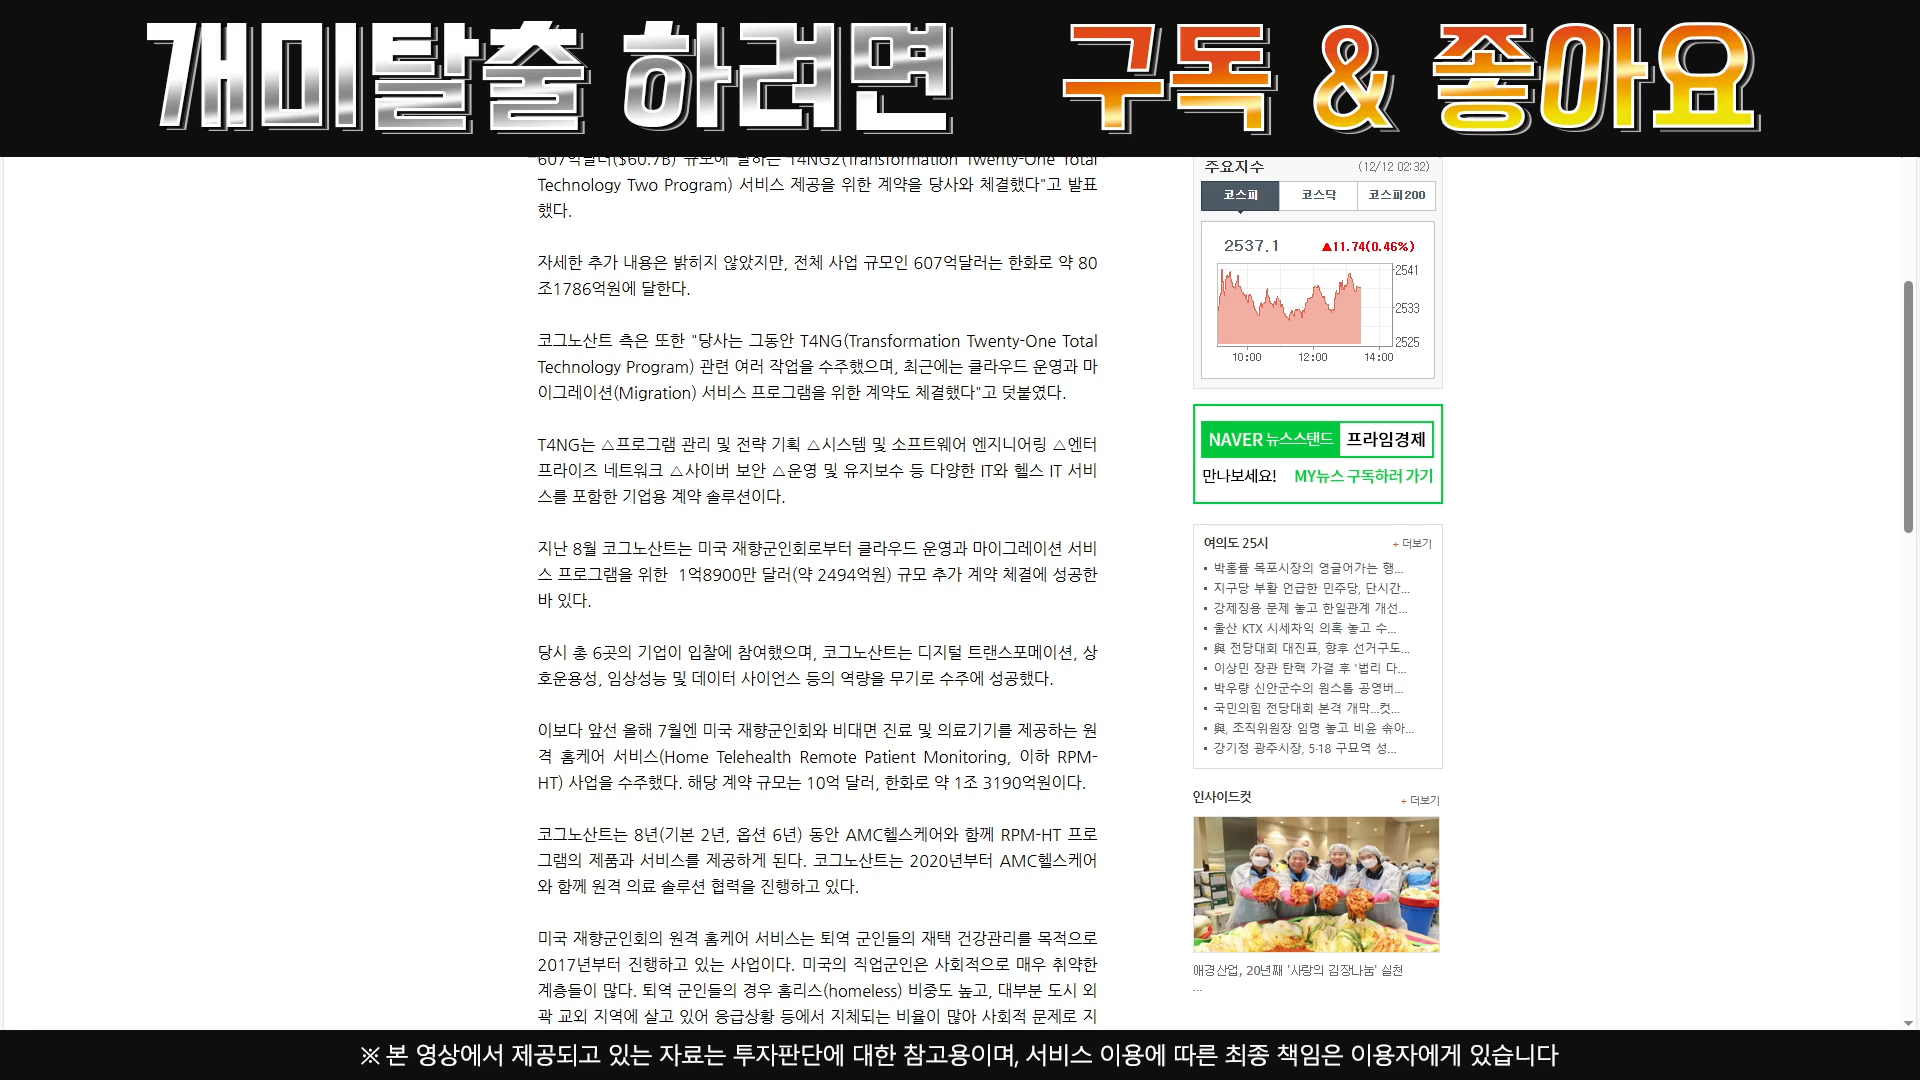 개미탈출 하려면 구독 & 좋아요
607억달러($60.7B) 규모에 달하는 T4NG2(Transformation Twenty-One Total
Technology Two Program) 서비스 제공을 위한 계약을 당사와 체결했다"고 발표
했다.
자세한 추가 내용은 밝히지 않았지만, 전체 사업 규모인 607억달러는 한화로 약 80
조1786억원에 달한다.
코그노산트 측은 또한 "당사는 그동안 T4NG(Transformation Twenty-One Total
Technology Program) 관련 여러 작업을 수주했으며, 최근에는 클라우드 운영과 마
이그레이션(Migration) 서비스 프로그램을 위한 계약도 체결했다"고 덧붙였다.
T4NG는 △프로그램 관리 및 전략 기획 △시스템 및 소프트웨어 엔지니어링 △엔터
프라이즈 네트워크 △사이버 보안 △운영 및 유지보수 등 다양한 IT와 헬스 IT 서비
스를 포함한 기업용 계약 솔루션이다.
지난 8월 코그노산트는 미국 재향군인회로부터 클라우드 운영과 마이그레이션 서비
스 프로그램을 위한 1억8900만 달러(약 2494억원) 규모 추가 계약 체결에 성공한
바 있다.
당시 총 6곳의 기업이 입찰에 참여했으며, 코그노산트는 디지털 트랜스포메이션, 상
호운용성, 임상성능 및 데이터 사이언스 등의 역량을 무기로 수주에 성공했다.
이보다 앞선 올해 7월엔 미국 재향군인회와 비대면 진료 및 의료기기를 제공하는 원
격 홈케어 서비스(Home Telehealth Remote Patient Monitoring, 이하 RPM-
HT) 사업을 수주했다. 해당 계약 규모는 10억 달러, 한화로 약 1조 3190억원이다.
코그노산트는 8년(기본 2년, 옵션 6년) 동안 AMC헬스케어와 함께 RPM-HT 프로
그램의 제품과 서비스를 제공하게 된다. 코그노산트는 2020년부터 AMC헬스케어
와 함께 원격 의료 솔루션 협력을 진행하고 있다.
미국 재향군인회의 원격 홈케어 서비스는 퇴역 군인들의 재택 건강관리를 목적으로
2017년부터 진행하고 있는 사업이다. 미국의 직업군인은 사회적으로 매우 취약한
계층들이 많다. 퇴역 군인들의 경우 홈리스(homeless) 비중도 높고, 대부분 도시 외
곽 교외 지역에 살고 있어 응급상황 등에서 지체되는 비율이 많아 사회적 문제로 지
주요지수 (12/12 02:32)
코스피 코스닥 코스피200
2537.1 ▲11.74(0.46%)
2541
2533
2525
10:00 12:00 14:00
NAVER 뉴스스탠드 프라임경제
만나보세요! MY뉴스 구독하러 가기
여의도 25시 + 더보기
박홍률 목포시장의 영글어가는 행...
지구당 부활 언급한 민주당, 단시간...
강제징용 문제 놓고 한일관계 개선...
울산 KTX 시세차익 의혹 놓고 수...
與 전당대회 대진표, 향후 선거구도...
이상민 장관 탄핵 가결 후 '법리 다...
박우량 신안군수의 원스톱 공영버...
국민의힘 전당대회 본격 개막...컷...
與, 조직위원장 임명 놓고 비윤 솎아...
강기정 광주시장, 5·18 구묘역 성...
인사이드컷 + 더보기
애경산업, 20년째 '사랑의 김장나눔' 실천
...
※ 본 영상에서 제공되고 있는 자료는 투자판단에 대한 참고용이며, 서비스 이용에 따른 최종 책임은 이용자에게 있습니다